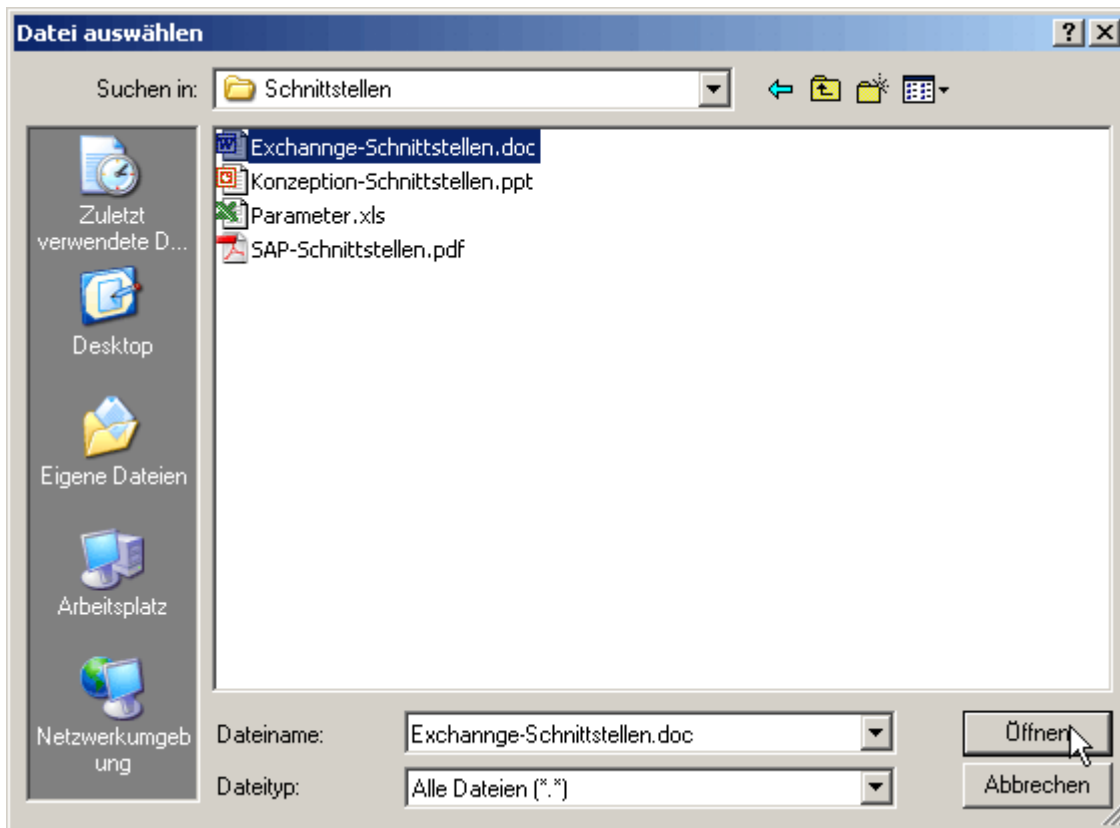 Datei auswählen
Suchen in: Schnittstellen
Zuletzt
verwendete D...
Desktop
Eigene Dateien
Arbeitsplatz
Netzwerkumgeb
ung
Exchannge-Schnittstellen.doc
Konzeption-Schnittstellen.ppt
Parameter.xls
SAP-Schnittstellen.pdf
Dateiname: Exchannge-Schnittstellen.doc Öffnen
Dateityp: Alle Dateien (*.*) Abbrechen